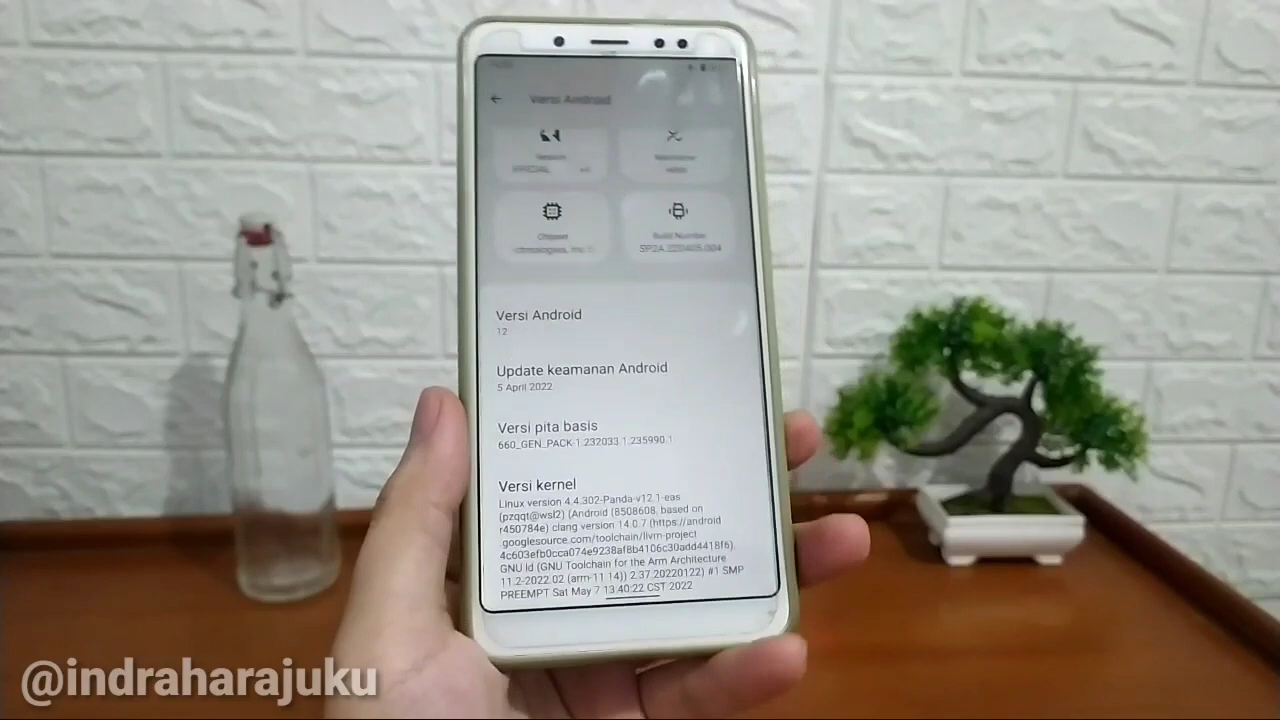 Versi Android
Chipset
Build Number
SP2A.220405.004
Versi Android
12
Update keamanan Android
5 April 2022
Versi pita basis
660_GEN_PACK-1.232033.1.235990.1
Versi kernel
Linux version 4.4.302-Panda-v12.1-eas
(pzqqt@wsl2) (Android (8508608, based on
r450784e) clang version 14.0.7 (https://android
.googlesource.com/toolchain/llvm-project
4c603efb0cca074e9238af8b4106c30add4418f6),
GNU ld (GNU Toolchain for the Arm Architecture
11.2-2022.02 (arm-11.14)) 2.37.20220122) #1 SMP
PREEMPT Sat May 7 13:40:22 CST 2022
@indraharajuku